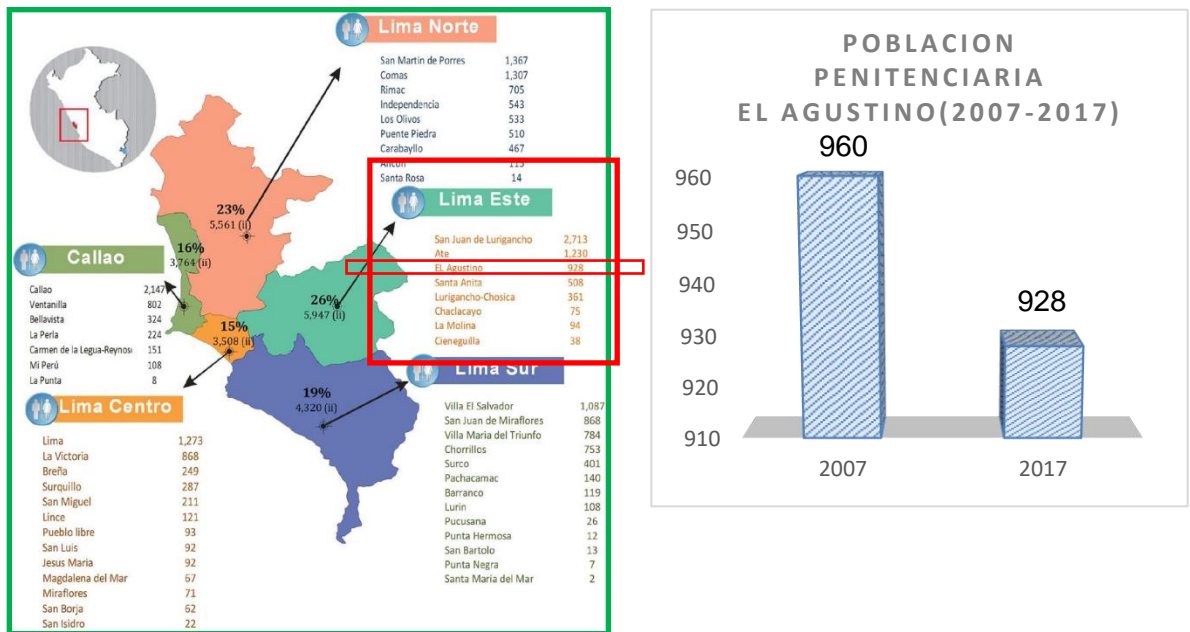 Lima Norte
San Martin de Porres 1,367
Comas 1,307
Rimac 705
Independencia 543
Los Olivos 533
Puente Piedra 510
Carabayllo 467
Ancon 113
Santa Rosa 14
23%
5,561 (ii)
Lima Este
San Juan de Lurigancho 2,713
Ate 1,230
EL Agustino 928
Santa Anita 508
Lurigancho-Chosica 361
Chaclacayo 75
La Molina 94
Cieneguilla 38
26%
5,947 (ii)
Callao
Callao 2,147
Ventanilla 802
Bellavista 324
La Perla 224
Carmen de la Legua-Reynos 151
Mi Perú 108
La Punta 8
16%
3,764 (ii)
15%
3,508 (ii)
Lima Centro
Lima 1,273
La Victoria 868
Breña 249
Surquillo 287
San Miguel 211
Lince 121
Pueblo libre 93
San Luis 92
Jesus Maria 92
Magdalena del Mar 67
Miraflores 71
San Borja 62
San Isidro 22
19%
4,320 (ii)
Lima Sur
Villa El Salvador 1,087
San Juan de Miraflores 868
Villa Maria del Triunfo 784
Chorrillos 753
Surco 401
Pachacamac 140
Barranco 119
Lurin 108
Pucusana 26
Punta Hermosa 12
San Bartolo 13
Punta Negra 7
Santa Maria del Mar 2
POBLACION
PENITENCIARIA
EL AGUSTINO(2007-2017)
960
928
960
950
940
930
920
910
2007 2017